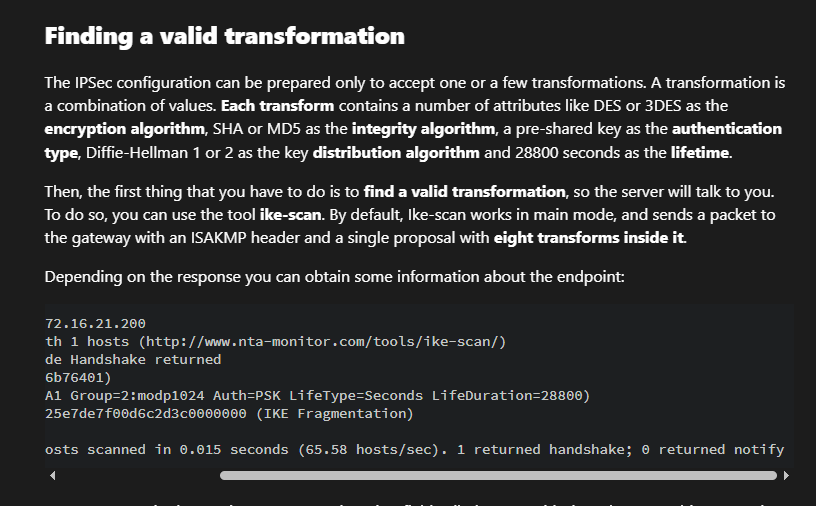 Finding a valid transformation
The IPSec configuration can be prepared only to accept one or a few transformations. A transformation is
a combination of values. Each transform contains a number of attributes like DES or 3DES as the
encryption algorithm, SHA or MD5 as the integrity algorithm, a pre-shared key as the authentication
type, Diffie-Hellman 1 or 2 as the key distribution algorithm and 28800 seconds as the lifetime.
Then, the first thing that you have to do is to find a valid transformation, so the server will talk to you.
To do so, you can use the tool ike-scan. By default, Ike-scan works in main mode, and sends a packet to
the gateway with an ISAKMP header and a single proposal with eight transforms inside it.
Depending on the response you can obtain some information about the endpoint:
72.16.21.200
th 1 hosts (http://www.nta-monitor.com/tools/ike-scan/)
de Handshake returned
6b76401)
A1 Group=2:modp1024 Auth=PSK LifeType=Seconds LifeDuration=28800)
25e7de7f00d6c2d3c0000000 (IKE Fragmentation)
osts scanned in 0.015 seconds (65.58 hosts/sec). 1 returned handshake; 0 returned notify